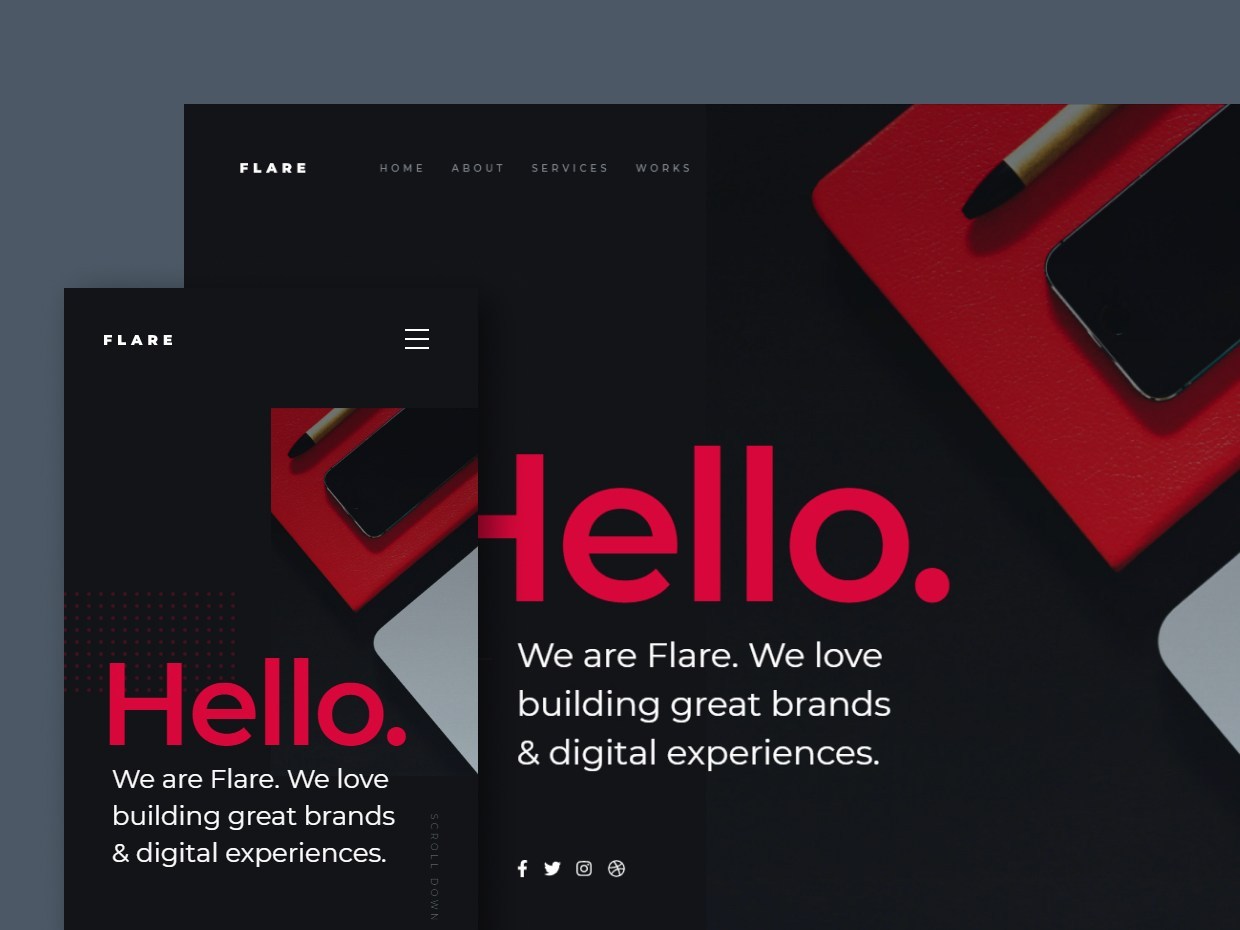 FLARE
HOME ABOUT SERVICES WORKS
Hello.
We are Flare. We love
building great brands
& digital experiences.
FLARE
Hello.
We are Flare. We love
building great brands
& digital experiences.
SCROLL DOWN